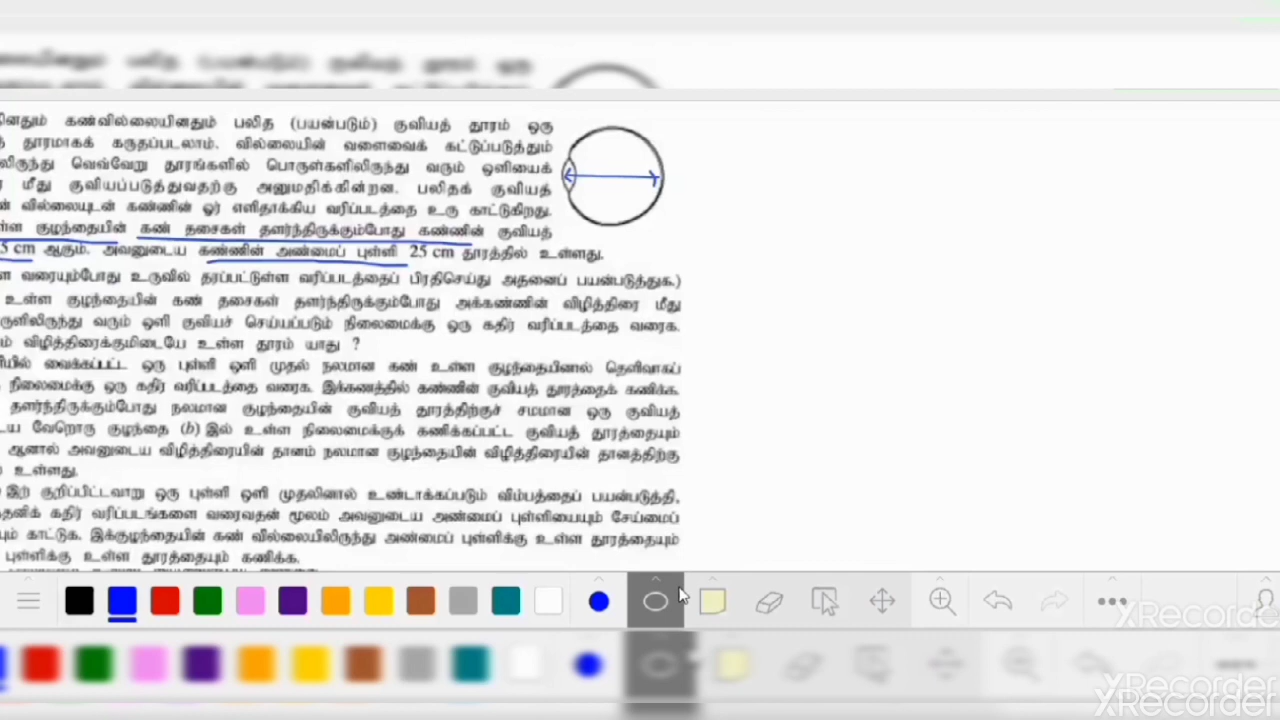 கண்வில்லையினதும் பலித (பயன்படும்) குவியத் தூரம் ஒரு
தூரமாகக் கருதப்படலாம். வில்லையின் வளைவைக் கட்டுப்படுத்தும்
வெவ்வேறு தூரங்களில் பொருள்களிலிருந்து வரும் ஒளியைக்
மீது குவியப்படுத்துவதற்கு அனுமதிக்கின்றன. பலிதக் குவியத்
வில்லையுடன் கண்ணின் ஓர் எளிதாக்கிய வரிப்படத்தை உரு காட்டுகிறது.
குழந்தையின் கண் தசைகள் தளர்ந்திருக்கும்போது கண்ணின் குவியத்
5 cm ஆகும். அவனுடைய கண்ணின் அண்மைப் புள்ளி 25 cm தூரத்தில் உள்ளது.
வரையும்போது உருவில் தரப்பட்டுள்ள வரிப்படத்தைப் பிரதிசெய்து அதனைப் பயன்படுத்துக.)
உள்ள குழந்தையின் கண் தசைகள் தளர்ந்திருக்கும்போது அக்கண்ணின் விழித்திரை மீது
வரும் ஒளி குவியச் செய்யப்படும் நிலைமைக்கு ஒரு கதிர் வரிப்படத்தை வரைக.
விழித்திரைக்குமிடையே உள்ள தூரம் யாது ?
வைக்கப்பட்ட ஒரு புள்ளி ஒளி முதல் நலமான கண் உள்ள குழந்தையினால் தெளிவாகப்
நிலைமைக்கு ஒரு கதிர் வரிப்படத்தை வரைக. இக்கணத்தில் கண்ணின் குவியத் தூரத்தைக் கணிக்க.
தளர்ந்திருக்கும்போது நலமான குழந்தையின் குவியத் தூரத்திற்குச் சமமான ஒரு குவியத்
வேறொரு குழந்தை (b) இல் உள்ள நிலைமைக்குக் கணிக்கப்பட்ட குவியத் தூரத்தையும்
ஆனால் அவனுடைய விழித்திரையின் தானம் நலமான குழந்தையின் விழித்திரையின் தானத்திற்கு
உள்ளது.
இற் குறிப்பிட்டவாறு ஒரு புள்ளி ஒளி முதலினால் உண்டாக்கப்படும் விம்பத்தைப் பயன்படுத்தி,
கதிர் வரிப்படங்களை வரைவதன் மூலம் அவனுடைய அண்மைப் புள்ளியையும் சேய்மைப்
காட்டுக. இக்குழந்தையின் கண் வில்லையிலிருந்து அண்மைப் புள்ளிக்கு உள்ள தூரத்தையும்
புள்ளிக்கு உள்ள தூரத்தையும் கணிக்க.
XRecorder
XRecorder
XRecorder